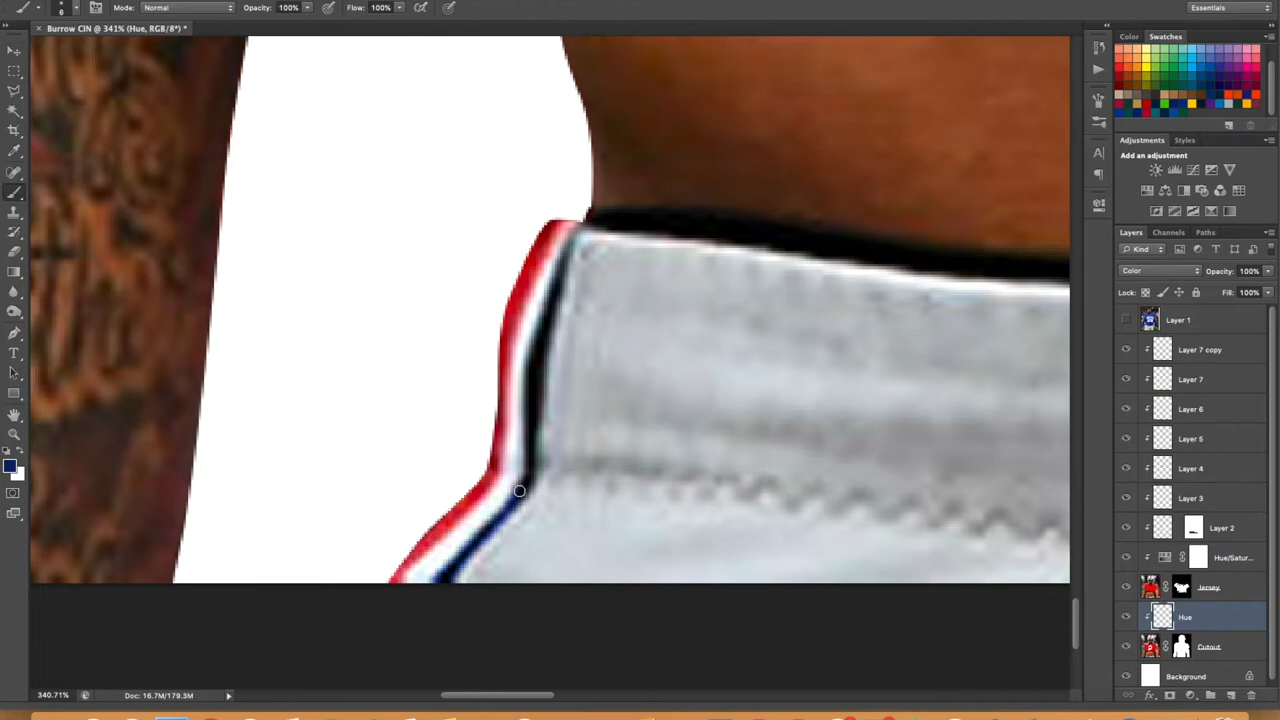 6
Mode: Normal Opacity: 100% Flow: 100% Essentials
× Burrow CIN @ 341% (Hue, RGB/8*) *
Color Swatches
Adjustments Styles
Add an adjustment
Layers Channels Paths
Kind
Color Opacity: 100%
Lock: Fill: 100%
Layer 1
Layer 7 copy
Layer 7
Layer 6
Layer 5
Layer 4
Layer 3
Layer 2
Hue/Satur...
Jersey
Hue
Cutout
Background
340.71% Doc: 16.7M/179.3M